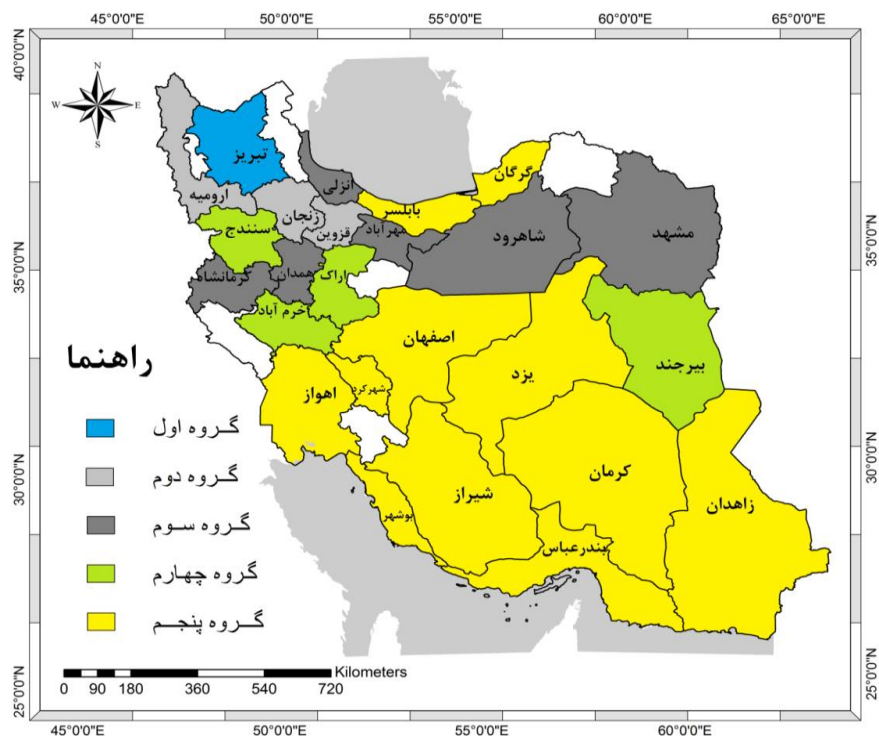 45°0'0"E 50°0'0"E 55°0'0"E 60°0'0"E 65°0'0"E
40°0'0"N
40°0'0"N
N
W E
S
تبریز
ارومیه
انزلی
گرگان
زنجان
بابلسر
سنندج
قزوین
مهرآباد
شاهرود
مشهد
35°0'0"N
35°0'0"N
کرمانشاه
همدان
اراک
خرم آباد
اصفهان
بیرجند
یزد
راهنما
اهواز
شهرکرد
گروه اول
گروه دوم
گروه سوم
گروه چهارم
گروه پنجم
30°0'0"N
30°0'0"N
کرمان
شیراز
زاهدان
بوشهر
بندرعباس
Kilometers
0 90 180 360 540 720
25°0'0"N
25°0'0"N
45°0'0"E 50°0'0"E 55°0'0"E 60°0'0"E